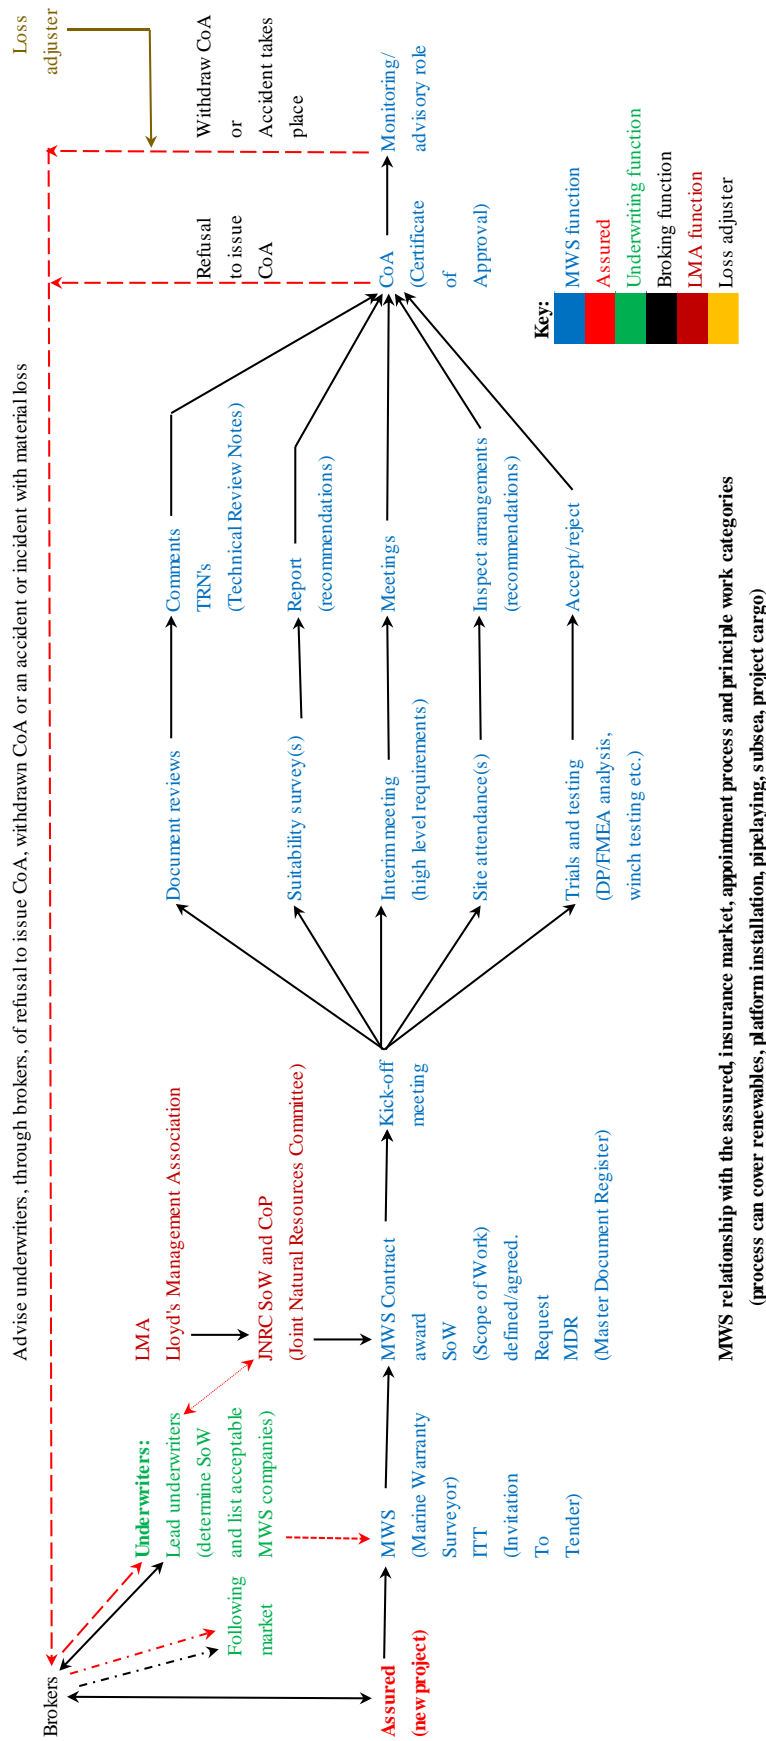 Advise underwriters, through brokers, of refusal to issue CoA, withdrawn CoA or an accident or incident with material loss
Loss
adjuster
Brokers
Underwriters:
Lead underwriters
(determine SoW
and list acceptable
MWS companies)
Following
market
LMA
Lloyd's Management Association
JNRC SoW and CoP
(Joint Natural Resources Committee)
Assured
(new project)
MWS
(Marine Warranty
Surveyor)
ITT
(Invitation
To
Tender)
MWS Contract
award
SoW
(Scope of Work)
defined/agreed.
Request
MDR
(Master Document Register)
Kick-off
meeting
Document reviews
Comments
TRN's
(Technical Review Notes)
Suitability survey(s)
Report
(recommendations)
Interim meeting
(high level requirements)
Meetings
Site attendance(s)
Inspect arrangements
(recommendations)
Trials and testing
(DP/FMEA analysis,
winch testing etc.)
Accept/reject
Refusal
to issue
CoA
CoA
(Certificate
of
Approval)
Withdraw CoA
or
Accident takes
place
Monitoring/
advisory role
Key:
MWS function
Assured
Underwriting function
Broking function
LMA function
Loss adjuster
MWS relationship with the assured, insurance market, appointment process and principle work categories
(process can cover renewables, platform installation, pipelaying, subsea, project cargo)